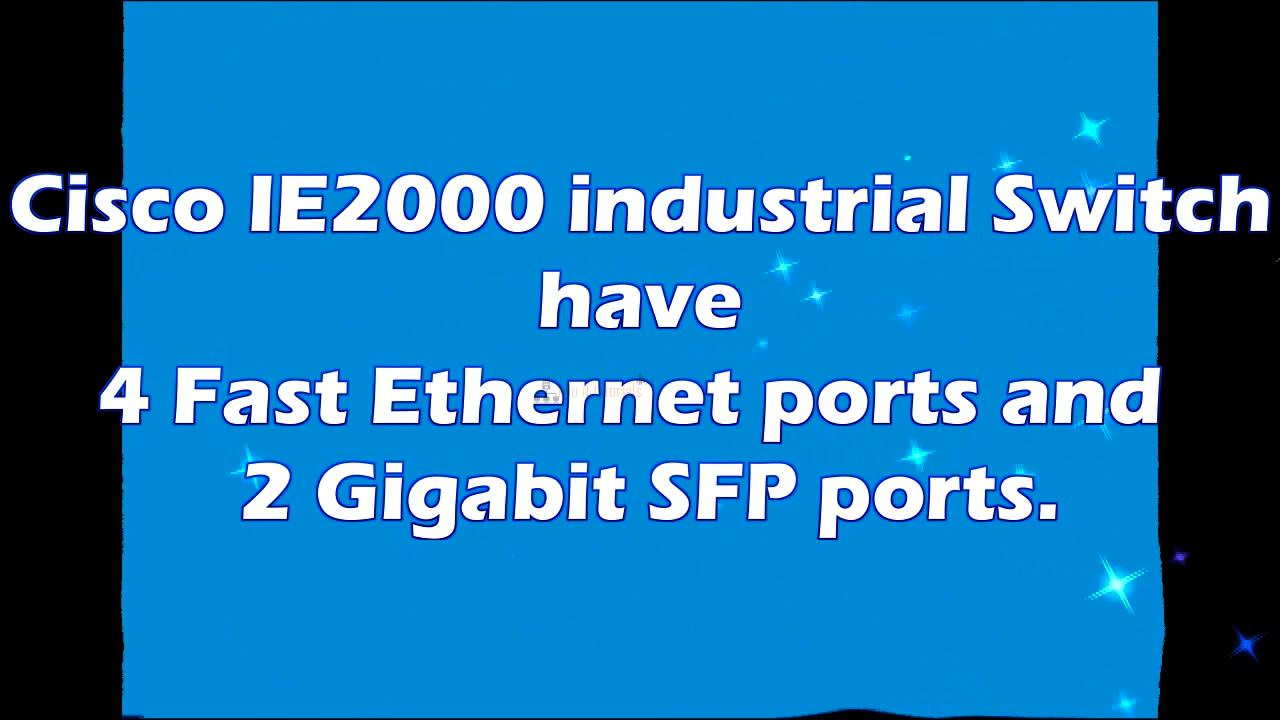 Cisco IE2000 industrial Switch
have
4 Fast Ethernet ports and
2 Gigabit SFP ports.